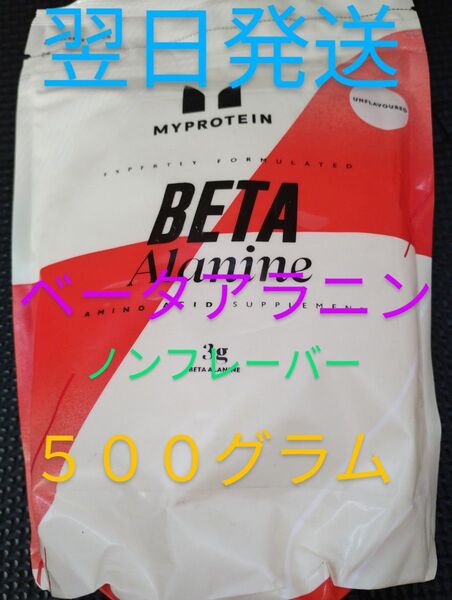 翌日発送
MYPROTEIN
UNFLAVOURED
EXPERTLY FORMULATED
BETA
Alanine
ベータアラニン
AMINO ACID SUPPLEMENT
3g
BETA ALANINE
ノンフレーバー
５００グラム